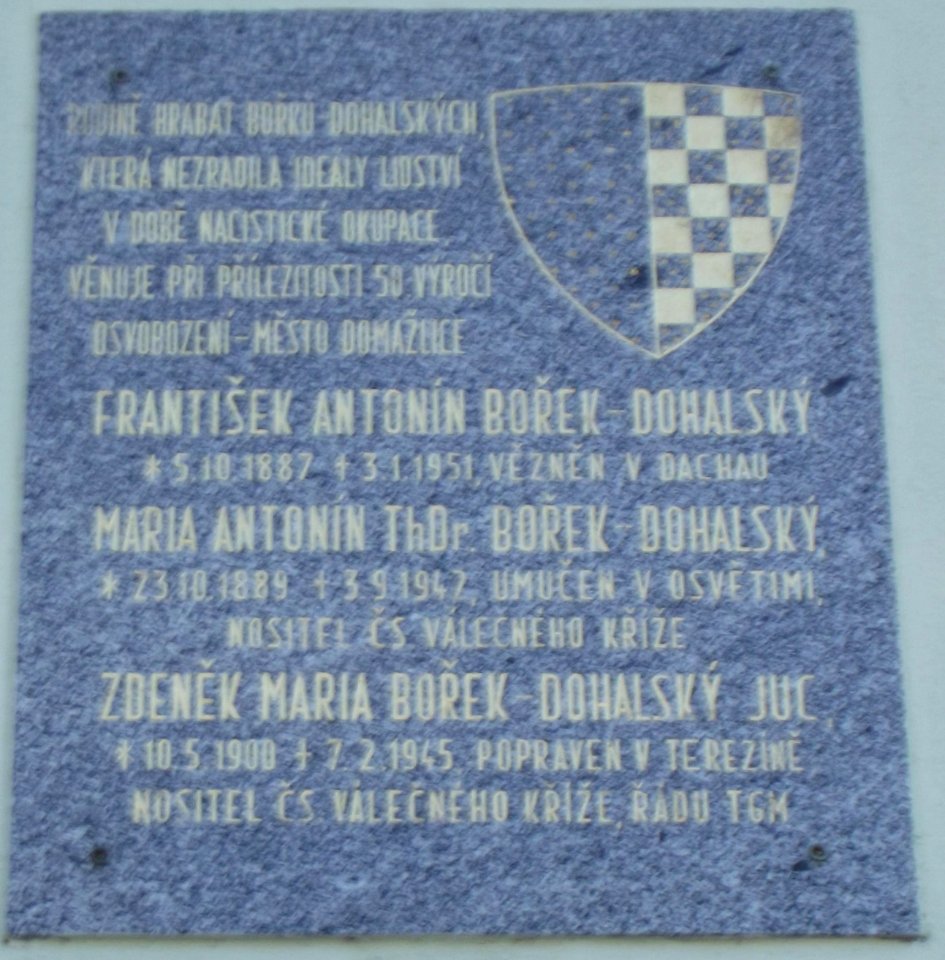 RODINĚ HRABAT BOŘKŮ DOHALSKÝCH,
KTERÁ NEZRADILA IDEÁLY LIDSTVÍ
V DOBĚ NACISTICKÉ OKUPACE,
VĚNUJE PŘI PŘÍLEŽITOSTI 50 VÝROČÍ
OSVOBOZENÍ - MĚSTO DOMAŽLICE
FRANTIŠEK ANTONÍN BOŘEK - DOHALSKÝ
* 5.10.1887 + 3.1.1951, VĚZNĚN V DACHAU
MARIA ANTONÍN ThDr. BOŘEK - DOHALSKÝ,
* 23.10.1889 + 3.9.1942, UMUČEN V OSVĚTIMI,
NOSITEL ČS VÁLEČNÉHO KŘÍŽE
ZDENĚK MARIA BOŘEK - DOHALSKÝ JUC,
* 10.5.1900 + 7.2.1945 POPRAVEN V TEREZÍNĚ
NOSITEL ČS VÁLEČNÉHO KŘÍŽE, ŘÁDU TGM